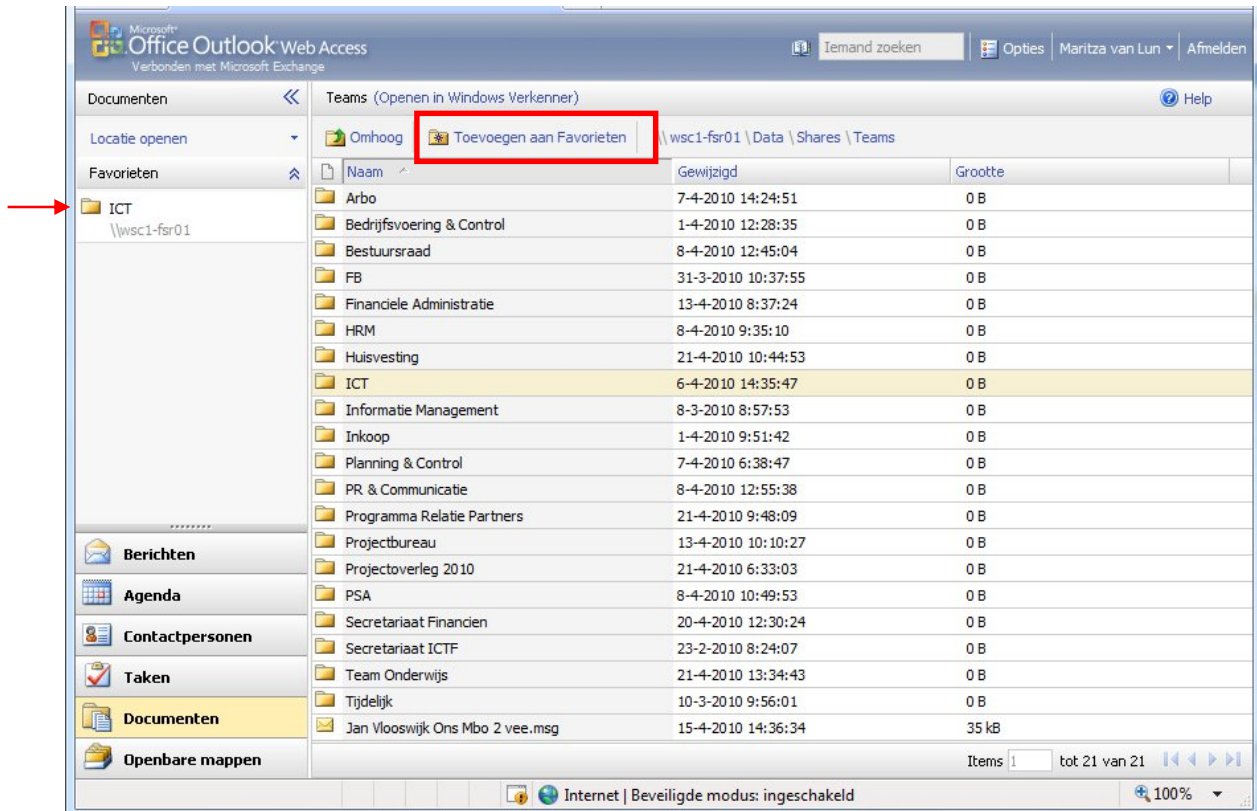 Microsoft
Office Outlook Web Access
Verbonden met Microsoft Exchange
Iemand zoeken
Opties
Maritza van Lun
Afmelden
Documenten
Teams (Openen in Windows Verkenner)
Help
Locatie openen
Omhoog
Toevoegen aan Favorieten
\\ wsc1-fsr01 \ Data \ Shares \ Teams
Favorieten
Naam Gewijzigd Grootte
ICT
\\wsc1-fsr01
Arbo 7-4-2010 14:24:51 0 B
Bedrijfsvoering & Control 1-4-2010 12:28:35 0 B
Bestuursraad 8-4-2010 12:45:04 0 B
FB 31-3-2010 10:37:55 0 B
Financiele Administratie 13-4-2010 8:37:24 0 B
HRM 8-4-2010 9:35:10 0 B
Huisvesting 21-4-2010 10:44:53 0 B
ICT 6-4-2010 14:35:47 0 B
Informatie Management 8-3-2010 8:57:53 0 B
Inkoop 1-4-2010 9:51:42 0 B
Planning & Control 7-4-2010 6:38:47 0 B
PR & Communicatie 8-4-2010 12:55:38 0 B
Programma Relatie Partners 21-4-2010 9:48:09 0 B
Projectbureau 13-4-2010 10:10:27 0 B
Projectoverleg 2010 21-4-2010 6:33:03 0 B
PSA 8-4-2010 10:49:53 0 B
Secretariaat Financien 20-4-2010 12:30:24 0 B
Secretariaat ICTF 23-2-2010 8:24:07 0 B
Team Onderwijs 21-4-2010 13:34:43 0 B
Tijdelijk 10-3-2010 9:56:01 0 B
Jan Vlooswijk Ons Mbo 2 vee.msg 15-4-2010 14:36:34 35 kB
Berichten
Agenda
Contactpersonen
Taken
Documenten
Openbare mappen
Items 1 tot 21 van 21
Internet | Beveiligde modus: ingeschakeld
100%